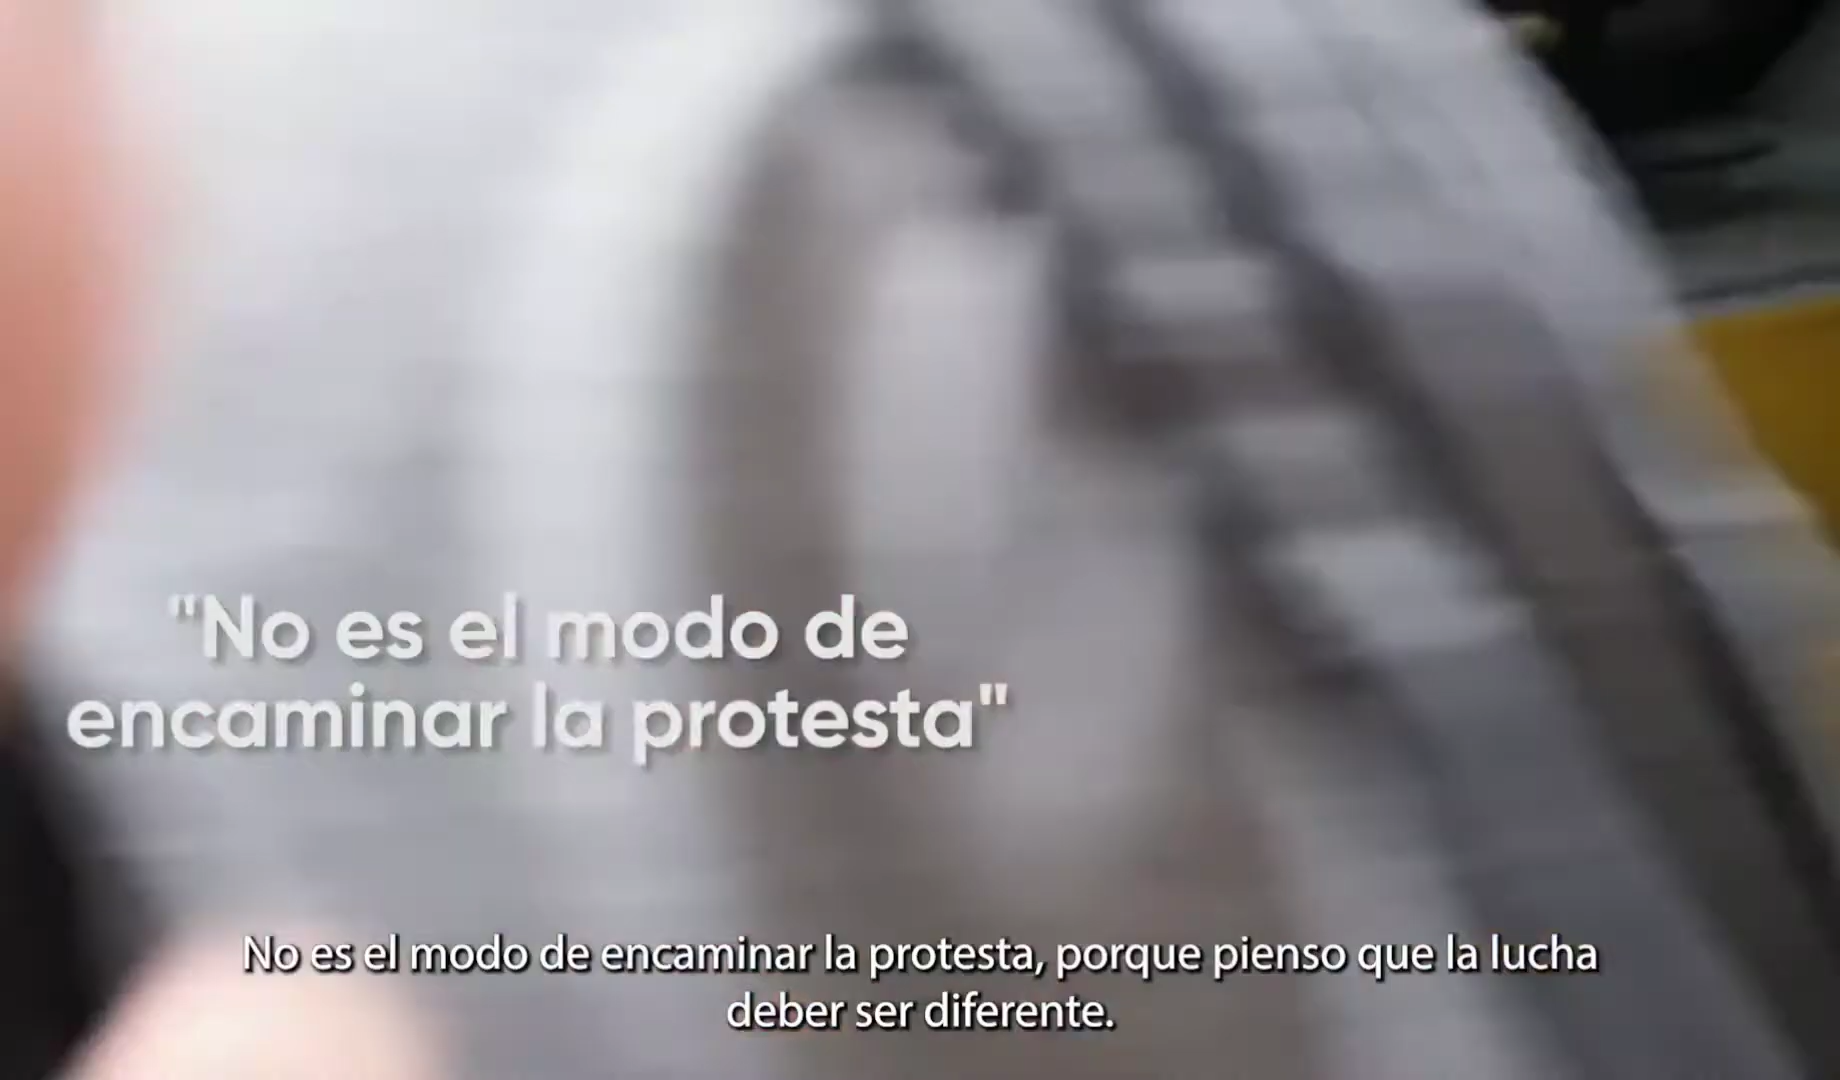 "No es el modo de
encaminar la protesta"
No es el modo de encaminar la protesta, porque pienso que la lucha
deber ser diferente.